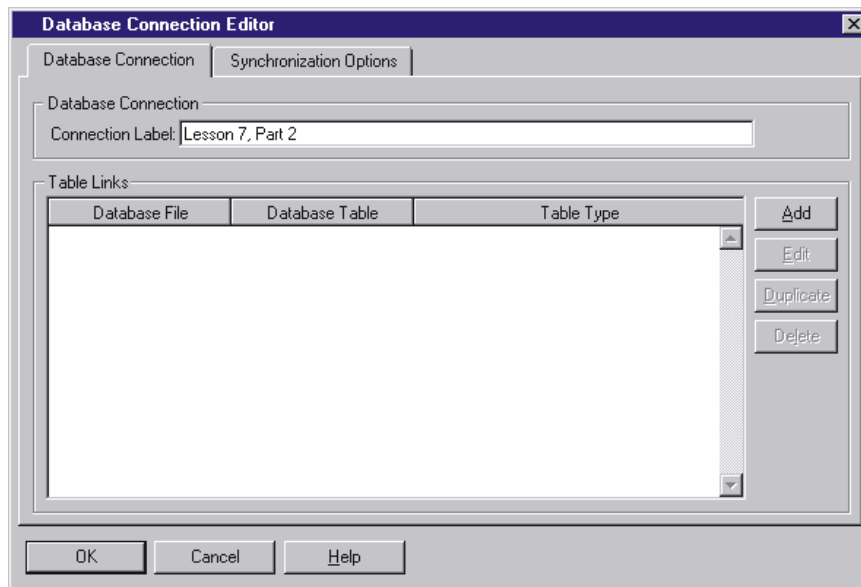 Database Connection Editor
Database Connection
Synchronization Options
Database Connection
Connection Label: Lesson 7, Part 2
Table Links
Database File
Database Table
Table Type
Add
Edit
Duplicate
Delete
OK
Cancel
Help